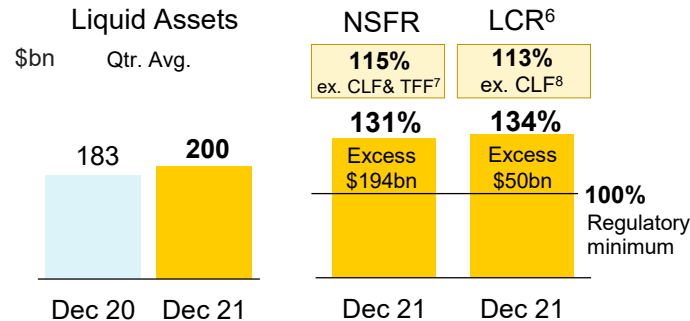 Liquid Assets
$bn Qtr. Avg.
183
200
Dec 20 Dec 21
NSFR LCR⁶
115%
ex. CLF& TFF⁷
113%
ex. CLF⁸
131%
Excess
$194bn
134%
Excess
$50bn
100%
Regulatory
minimum
Dec 21 Dec 21